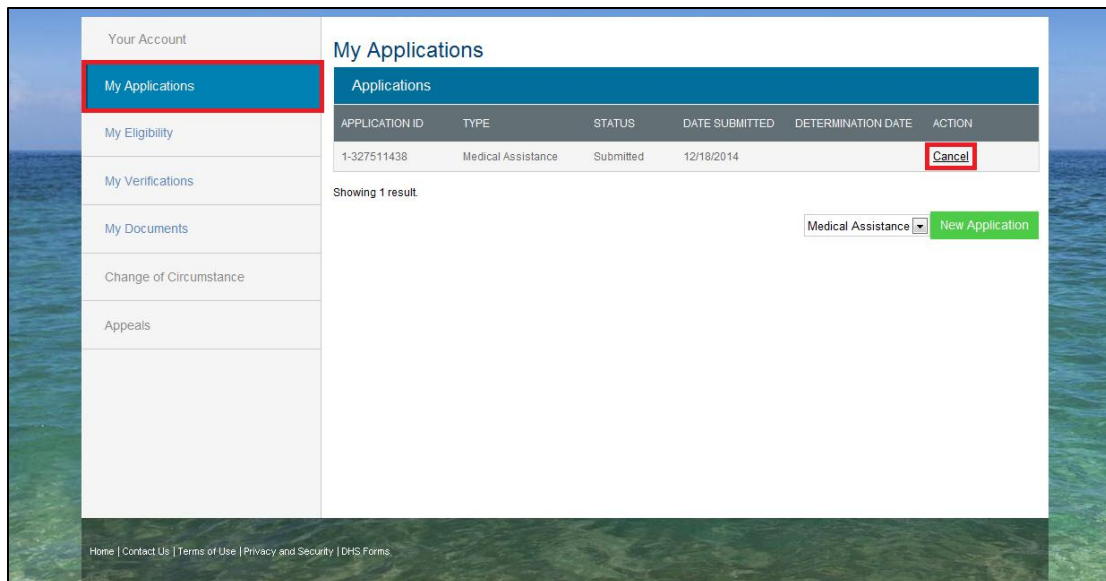 Your Account
My Applications
My Eligibility
My Verifications
My Documents
Change of Circumstance
Appeals
My Applications
Applications
APPLICATION ID TYPE STATUS DATE SUBMITTED DETERMINATION DATE ACTION
1-327511438 Medical Assistance Submitted 12/18/2014 Cancel
Showing 1 result.
Medical Assistance New Application
Home | Contact Us | Terms of Use | Privacy and Security | DHS Forms